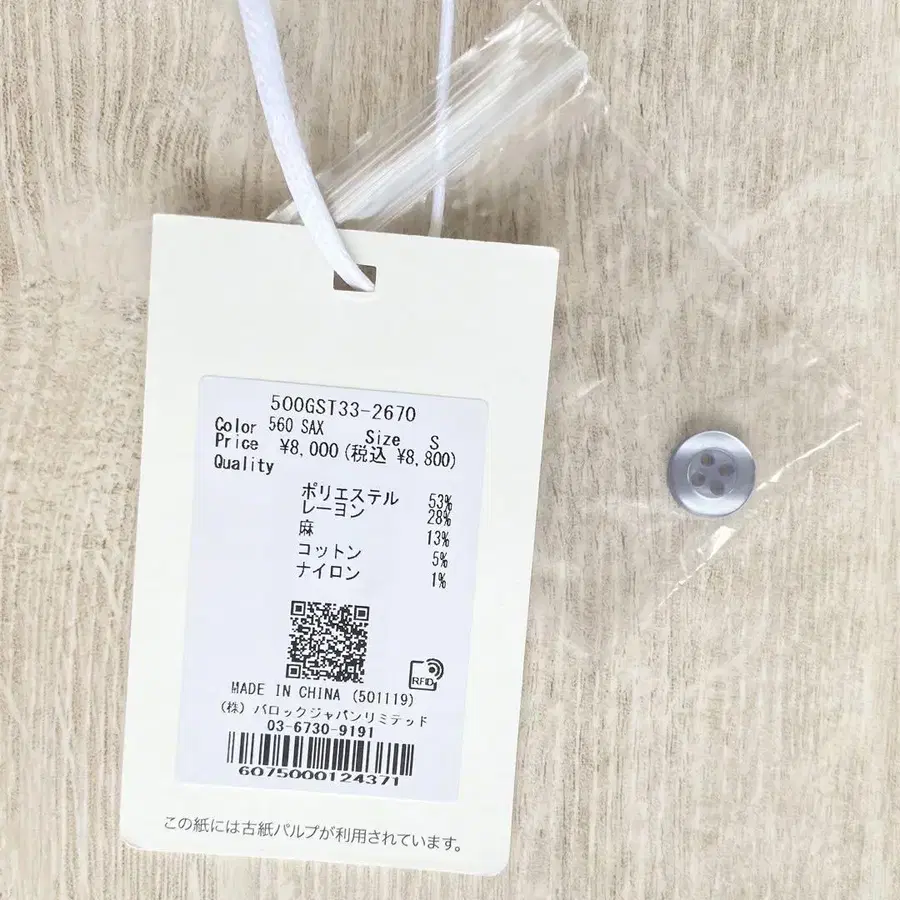 500GST33-2670
Color 560 SAX Size S
Price ¥8,000(税込 ¥8,800)
Quality
ポリエステル 53%
レーヨン 28%
麻 13%
コットン 5%
ナイロン 1%
RFID
MADE IN CHINA (501119)
(株) バロックジャパンリミテッド
03-6730-9191
6075000124371
この紙には古紙パルプが利用されています。